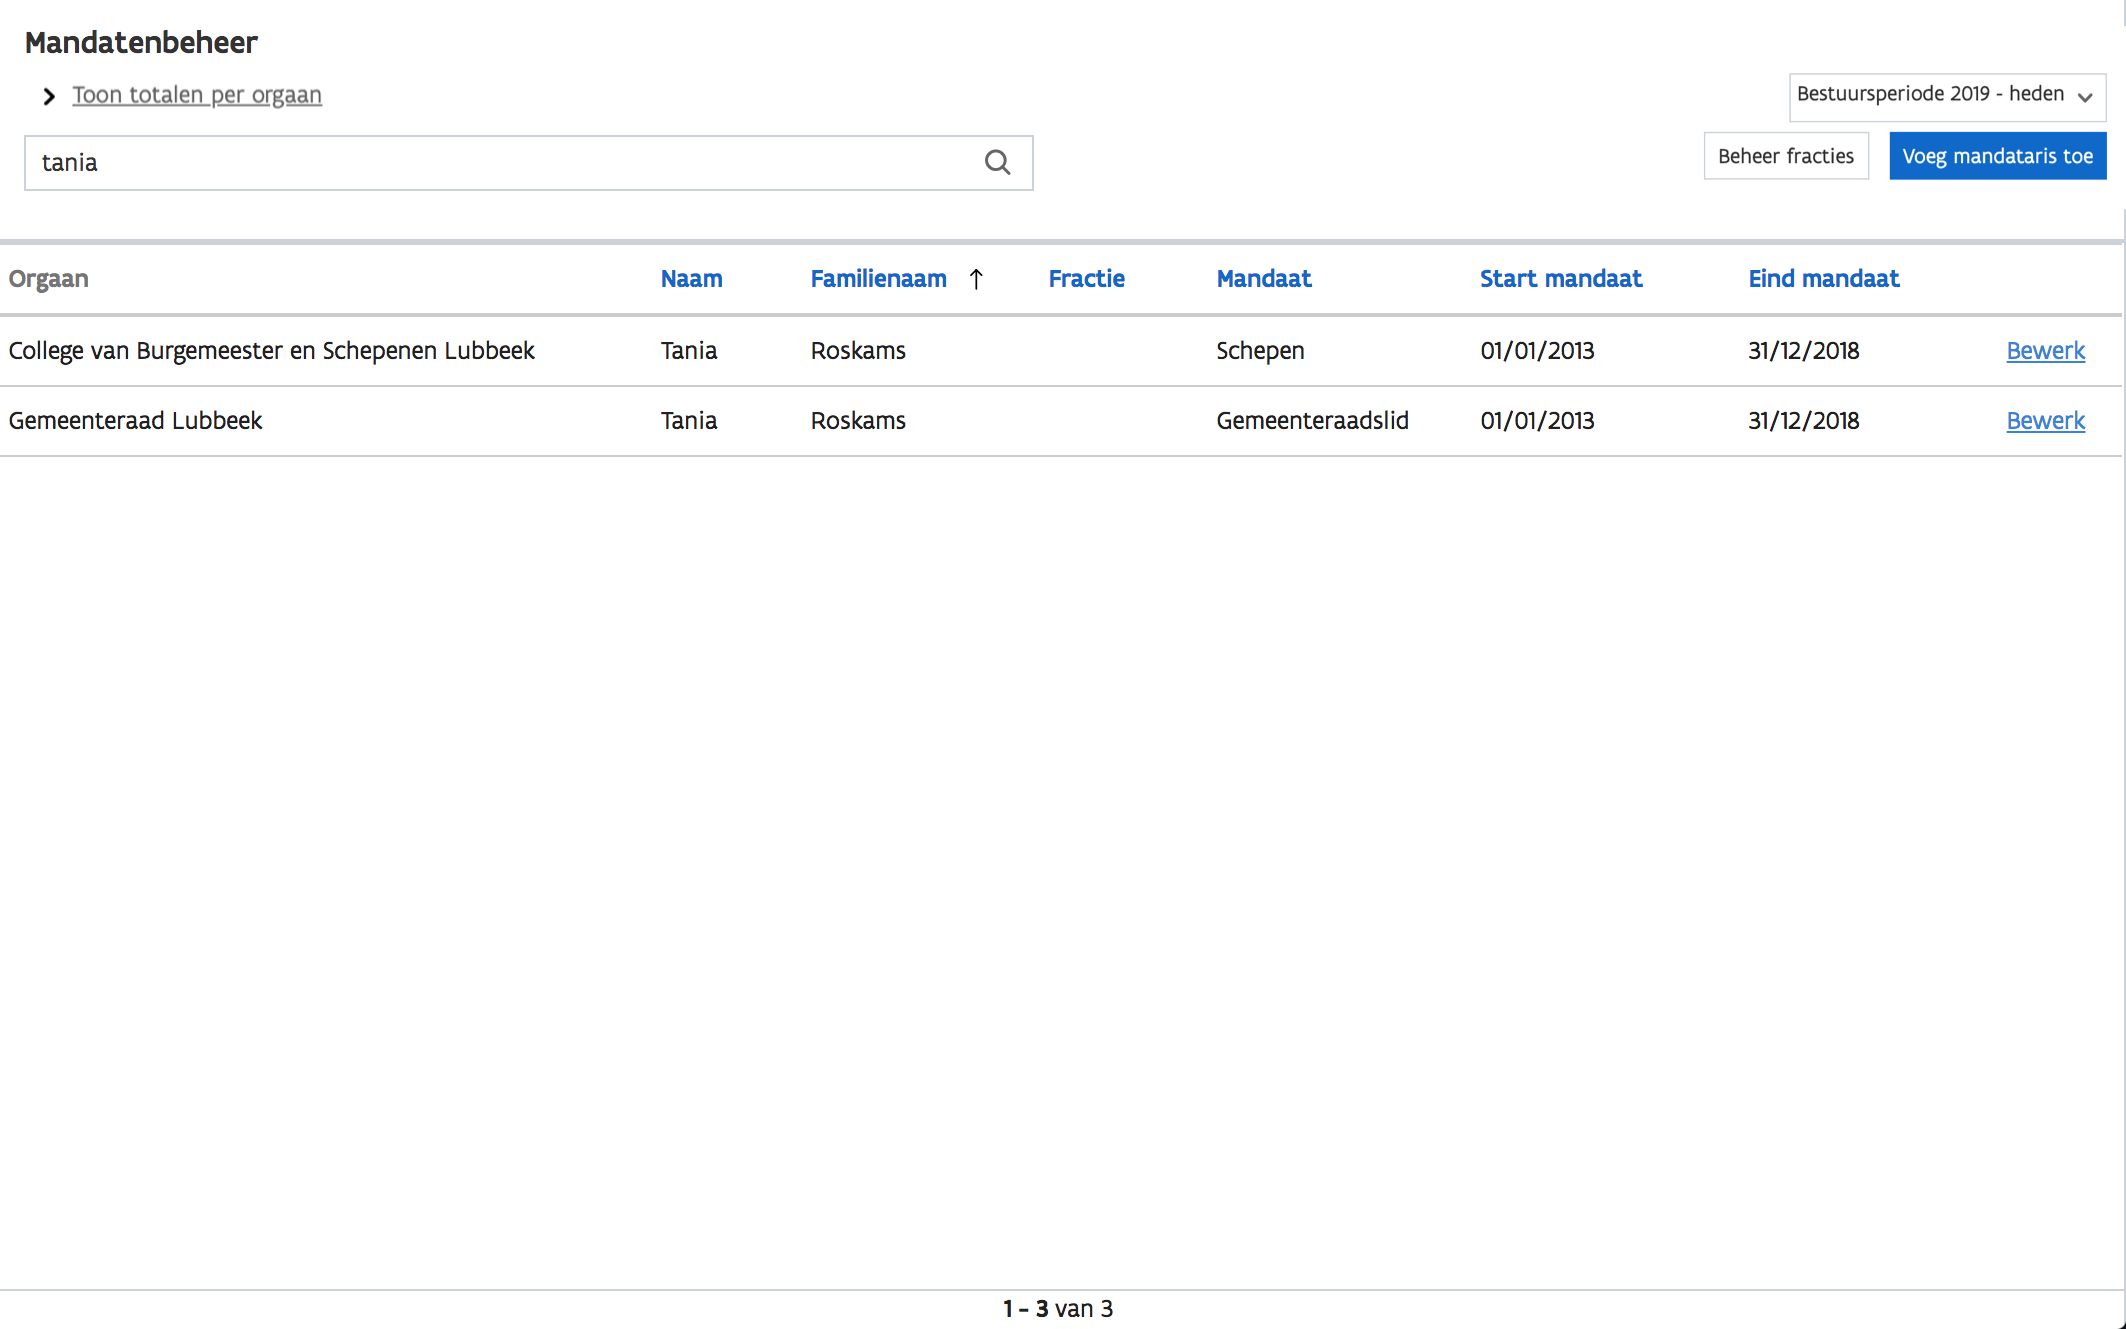 Mandatenbeheer
Toon totalen per orgaan
Bestuursperiode 2019 - heden
tania
Beheer fracties
Voeg mandataris toe
Orgaan Naam Familienaam ↑ Fractie Mandaat Start mandaat Eind mandaat
College van Burgemeester en Schepenen Lubbeek Tania Roskams Schepen 01/01/2013 31/12/2018 Bewerk
Gemeenteraad Lubbeek Tania Roskams Gemeenteraadslid 01/01/2013 31/12/2018 Bewerk
1 - 3 van 3